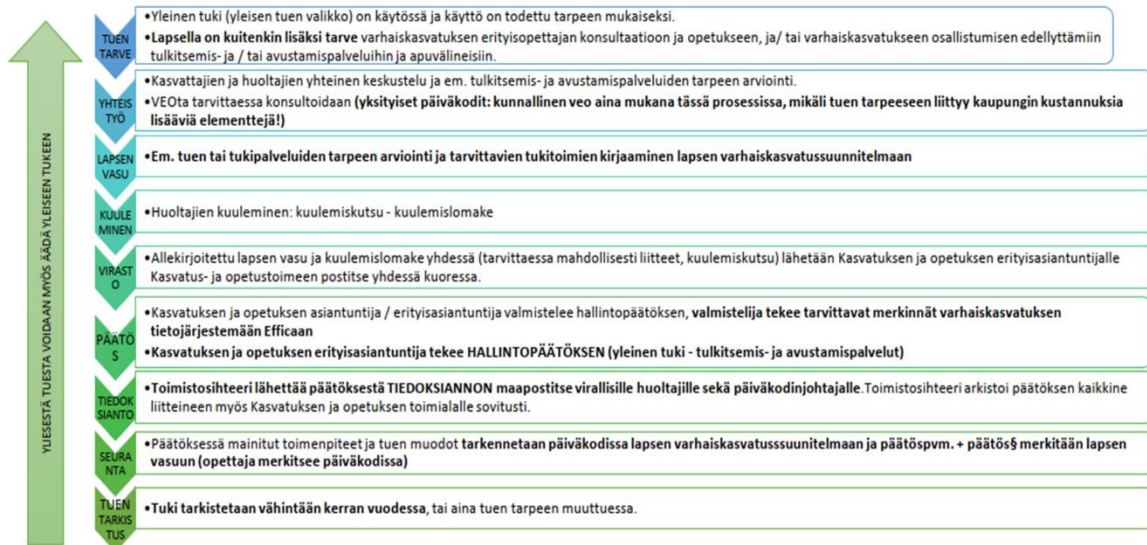 YLIESESTÄ TUESTA VOIDAAN MYÖS ÄÄDÄ YLEISEEN TUKEEN
TUEN
TARVE
•Yleinen tuki (yleisen tuen valikko) on käytössä ja käyttö on todettu tarpeen mukaiseksi.
•Lapsella on kuitenkin lisäksi tarve varhaiskasvatuksen erityisopettajan konsultaatioon ja opetukseen, ja/ tai varhaiskasvatukseen osallistumisen edellyttämiin
tulkitsemis- ja / tai avustamispalveluihin ja apuvälineisiin.
YHTEIS
TYÖ
•Kasvattajien ja huoltajien yhteinen keskustelu ja em. tulkitsemis- ja avustamispalveluiden tarpeen arviointi.
•VEOta tarvittaessa konsultoidaan (yksityiset päiväkodit: kunnallinen veo aina mukana tässä prosessissa, mikäli tuen tarpeeseen liittyy kaupungin kustannuksia
lisääviä elementtejä!)
LAPSEN
VASU
•Em. tuen tai tukipalveluiden tarpeen arviointi ja tarvittavien tukitoimien kirjaaminen lapsen varhaiskasvatussuunnitelmaan
KUULE
MINEN
•Huoltajien kuuleminen: kuulemiskutsu - kuulemislomake
VIRAST
O
•Allekirjoitettu lapsen vasu ja kuulemislomake yhdessä (tarvittaessa mahdollisesti liitteet, kuulemiskutsu) lähetään Kasvatuksen ja opetuksen erityisasiantuntijalle
Kasvatus- ja opetustoimeen postitse yhdessä kuoressa.
PÄÄTÖ
S
•Kasvatuksen ja opetuksen asiantuntija / erityisasiantuntija valmistelee hallintopäätöksen, valmistelija tekee tarvittavat merkinnät varhaiskasvatuksen
tietojärjestemään Efficaan
•Kasvatuksen ja opetuksen erityisasiantuntija tekee HALLINTOPÄÄTÖKSEN (yleinen tuki - tulkitsemis- ja avustamispalvelut)
TIEDOK
SIANTO
•Toimistosihteeri lähettää päätöksestä TIEDOKSIANNON maapostitse virallisille huoltajille sekä päiväkodinjohtajalle.Toimistosihteeri arkistoi päätöksen kaikkine
liitteineen myös Kasvatuksen ja opetuksen toimialalle sovitusti.
SEURA
NTA
•Päätöksessä mainitut toimenpiteet ja tuen muodot tarkennetaan päiväkodissa lapsen varhaiskasvatusssuunitelmaan ja päätöspvm. + päätös§ merkitään lapsen
vasuun (opettaja merkitsee päiväkodissa)
TUEN
TARKIS
TUS
•Tuki tarkistetaan vähintään kerran vuodessa, tai aina tuen tarpeen muuttuessa.